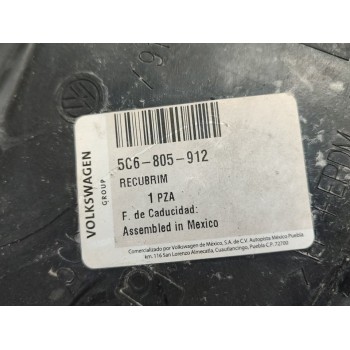 VOLKSWAGEN
GROUP
5C6-805-912
RECUBRIM
1 PZA
F. de Caducidad:
Assembled in Mexico
Comercializado por Volkswagen de México, S.A. de C.V. Autopista México Puebla
km. 116 San Lorenzo Almecatla, Cuautlancingo, Puebla C.P. 72700